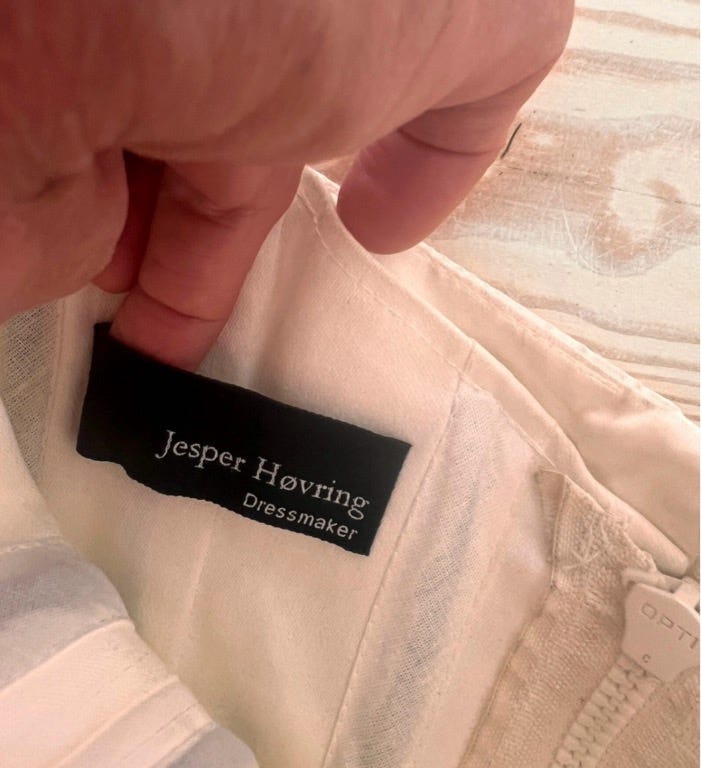 Jesper Høvring
Dressmaker
OPTI
C